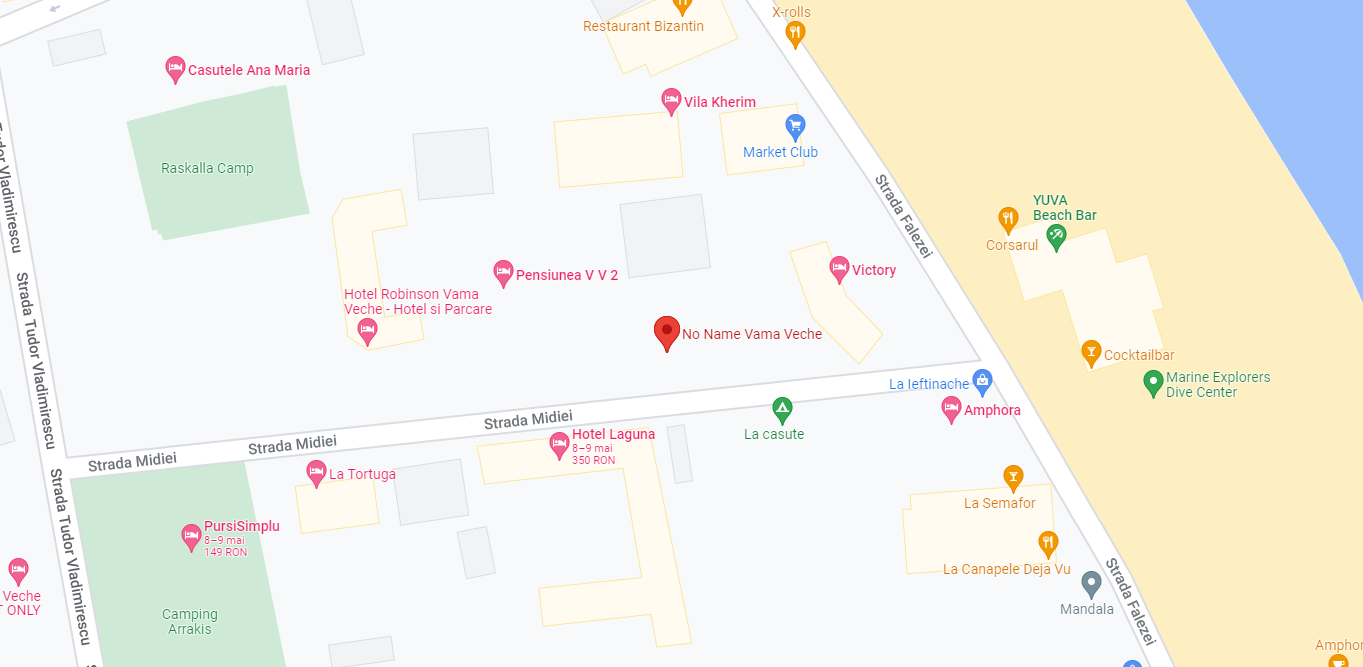 Restaurant Bizantin
X-rolls
Casutele Ana Maria
Vila Kherim
Market Club
Raskalla Camp
Tudor Vladimirescu
Strada Falezei
YUVA
Beach Bar
Corsarul
Pensiunea V V 2
Victory
Hotel Robinson Vama
Veche - Hotel si Parcare
No Name Vama Veche
Strada Tudor Vladimirescu
Cocktailbar
Marine Explorers
Dive Center
La Ieftinache
Amphora
La casute
Strada Midiei
Strada Midiei
Strada Midiei
Hotel Laguna
8–9 mai
350 RON
La Tortuga
La Semafor
PursiSimplu
8–9 mai
149 RON
Strada Tudor Vladimirescu
La Canapele Deja Vu
Strada Falezei
Veche
T ONLY
Mandala
Camping
Arrakis
Amphor